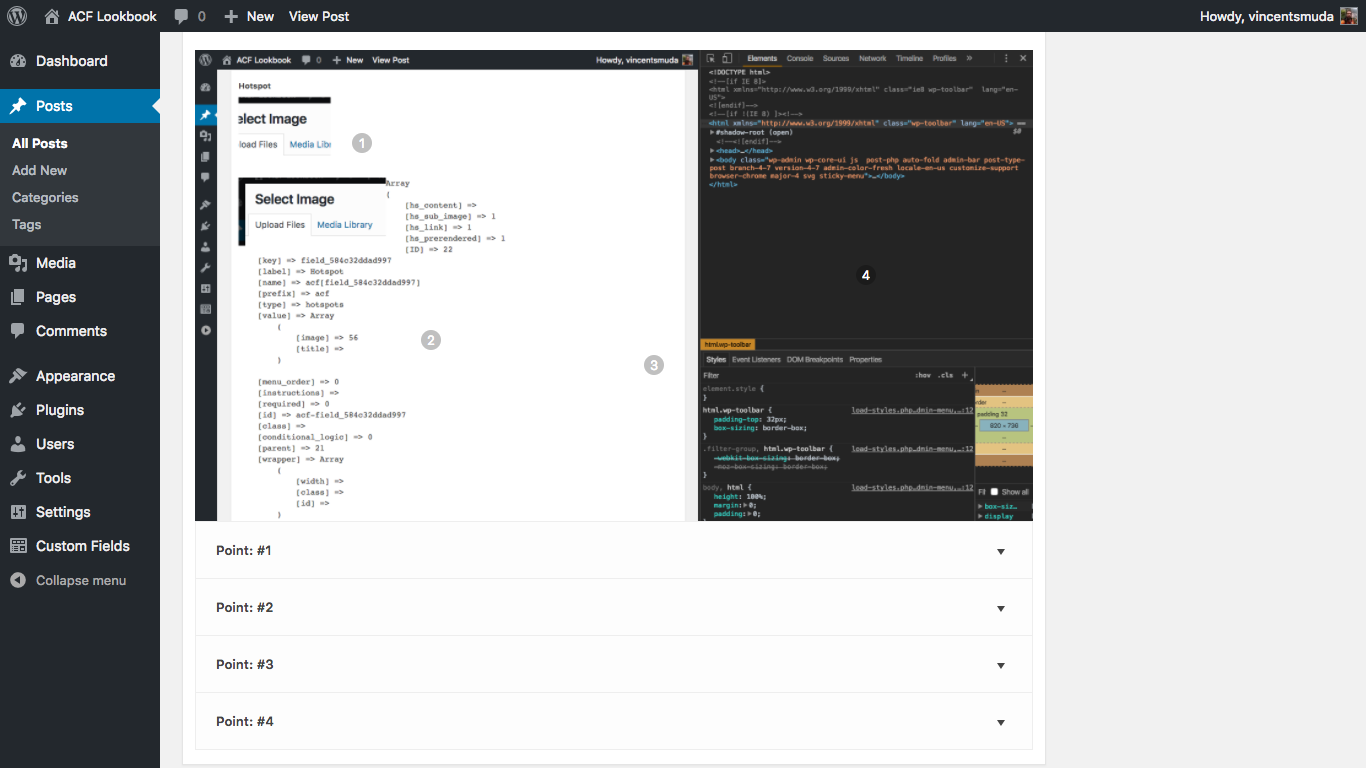 ACF Lookbook 0 New View Post Howdy, vincentsmuda
Dashboard
Posts
All Posts
Add New
Categories
Tags
Media
Pages
Comments
Appearance
Plugins
Users
Tools
Settings
Custom Fields
Collapse menu
ACF Lookbook 0 New View Post Howdy, vincentsmuda
Hotspot
elect Image
load Files Media Libr
1
Select Image
Upload Files Media Library
Array
(
[hs_content] =>
[hs_sub_image] => 1
[hs_link] => 1
[hs_prerendered] => 1
[ID] => 22
[key] => field_584c32ddad997
[label] => Hotspot
[name] => acf[field_584c32ddad997]
[prefix] => acf
[type] => hotspots
[value] => Array
(
[image] => 56
[title] =>
)
2
3
[menu_order] => 0
[instructions] =>
[required] => 0
[id] => acf-field_584c32ddad997
[class] =>
[conditional_logic] => 0
[parent] => 21
[wrapper] => Array
(
[width] =>
[class] =>
[id] =>
)
Elements Console Sources Network Timeline Profiles »
<!DOCTYPE html>
<!--[if IE 8]>
<html xmlns="http://www.w3.org/1999/xhtml" class="ie8 wp-toolbar" lang="en-
US">
<![endif]-->
<!--[if !(IE 8) ]><!-->
<html xmlns="http://www.w3.org/1999/xhtml" class="wp-toolbar" lang="en-US"> ==
$0
#shadow-root (open)
<!--<![endif]-->
<head>…</head>
<body class="wp-admin wp-core-ui js post-php auto-fold admin-bar post-type-
post branch-4-7 version-4-7 admin-color-fresh locale-en-us customize-support
browser-chrome major-4 svg sticky-menu">…</body>
</html>
4
html.wp-toolbar
Styles Event Listeners DOM Breakpoints Properties
Filter :hov .cls +
element.style {
}
html.wp-toolbar { load-styles.php…dmin-menu,…:12
padding-top: 32px;
box-sizing: border-box;
}
.filter-group, html.wp-toolbar { load-styles.php…dmin-menu,…:12
-webkit-box-sizing: border-box;
-moz-box-sizing: border-box;
}
body, html { load-styles.php…dmin-menu,…:12
height: 100%;
margin: 0;
padding: 0;
–
rder –
padding 32
820 × 736
–
–
–
Fil Show all
box-siz…
display
Point: #1
Point: #2
Point: #3
Point: #4